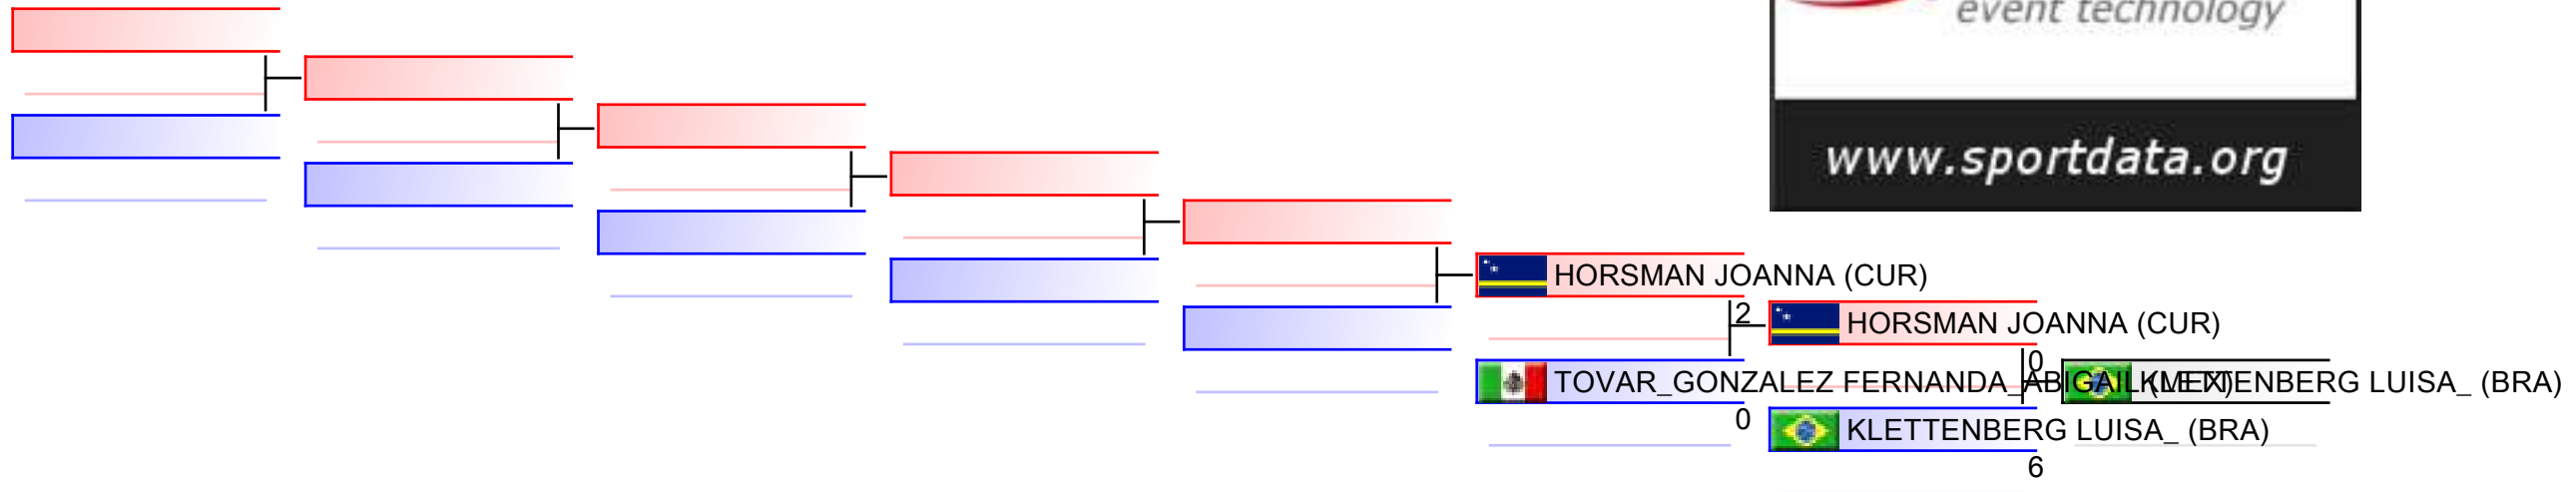 event technology
www.sportdata.org
HORSMAN JOANNA (CUR)
2
HORSMAN JOANNA (CUR)
0
TOVAR_GONZALEZ FERNANDA_ABIGAIL (MEX)
KLETTENBERG LUISA_ (BRA)
0
KLETTENBERG LUISA_ (BRA)
6